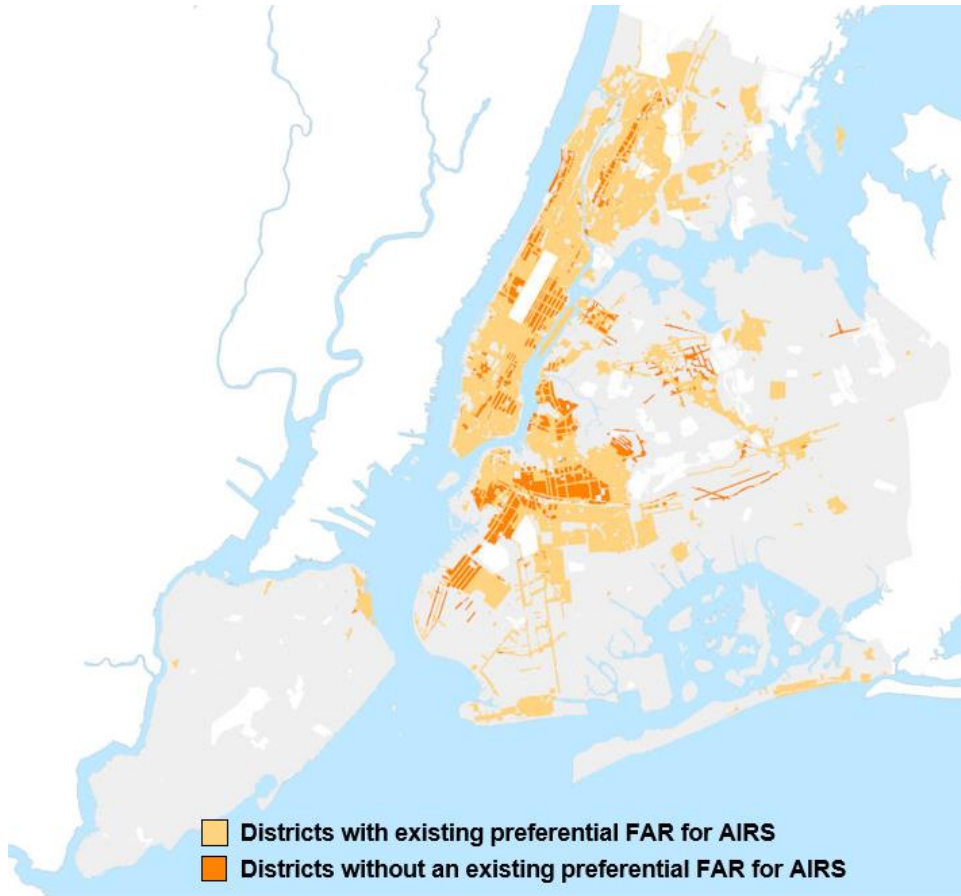 Districts with existing preferential FAR for AIRS
Districts without an existing preferential FAR for AIRS